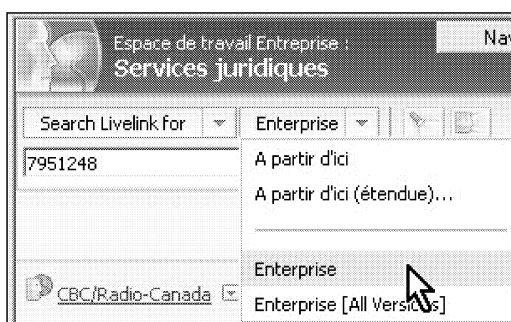 Espace de travail Entreprise :
Nav
Services juridiques
Search Livelink for
Enterprise
7951248
A partir d'ici
A partir d'ici (étendue)...
Enterprise
CBC/Radio-Canada
Enterprise [All Versions]